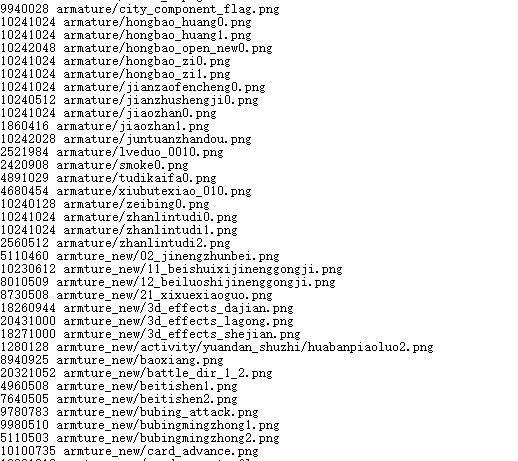 9940028 armature/city_component_flag.png
10241024 armature/hongbao_huang0.png
10241024 armature/hongbao_huang1.png
10242048 armature/hongbao_open_new0.png
10241024 armature/hongbao_zi0.png
10241024 armature/hongbao_zi1.png
10241024 armature/jianzaofencheng0.png
10240512 armature/jianzhushengji0.png
10241024 armature/jiaozhan0.png
1860416 armature/jiaozhan1.png
10242028 armature/juntuanzhandou.png
2521984 armature/lveduo_0010.png
2420908 armature/smoke0.png
4891029 armature/tudikaifa0.png
4680454 armature/xiubutexiao_010.png
10240128 armature/zeibing0.png
10241024 armature/zhanlintudi0.png
10241024 armature/zhanlintudi1.png
2560512 armature/zhanlintudi2.png
5110460 armture_new/02_jinengzhunbei.png
10230612 armture_new/11_beishuixijinenggongji.png
8010509 armture_new/12_beiluoshijinenggongji.png
8730508 armture_new/21_xixuexiaoguo.png
18260944 armture_new/3d_effects_dajian.png
20431000 armture_new/3d_effects_lagong.png
18271000 armture_new/3d_effects_shejian.png
1280128 armture_new/activity/yuandan_shuzhi/huabanpiaoluo2.png
8940925 armture_new/baoxiang.png
20321052 armture_new/battle_dir_1_2.png
4960508 armture_new/beitishen1.png
7640505 armture_new/beitishen2.png
9780783 armture_new/bubing_attack.png
9980510 armture_new/bubingmingzhong1.png
5110503 armture_new/bubingmingzhong2.png
10100735 armture_new/card_advance.png